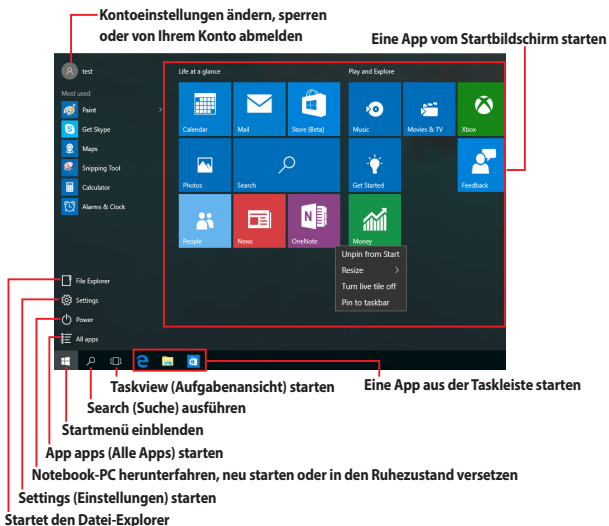 Kontoeinstellungen ändern, sperren
oder von Ihrem Konto abmelden
Eine App vom Startbildschirm starten
test
Life at a glance
Play and Explore
Most used
Paint
Get Skype
Maps
Snipping Tool
Calculator
Alarms & Clock
Calendar
Mail
Store (Beta)
Music
Movies & TV
Xbox
Photos
Search
Get Started
Feedback
People
News
OneNote
Money
Unpin from Start
Resize
Turn live tile off
Pin to taskbar
File Explorer
Settings
Power
All apps
Taskview (Aufgabenansicht) starten
Eine App aus der Taskleiste starten
Search (Suche) ausführen
Startmenü einblenden
App apps (Alle Apps) starten
Notebook-PC herunterfahren, neu starten oder in den Ruhezustand versetzen
Settings (Einstellungen) starten
Startet den Datei-Explorer